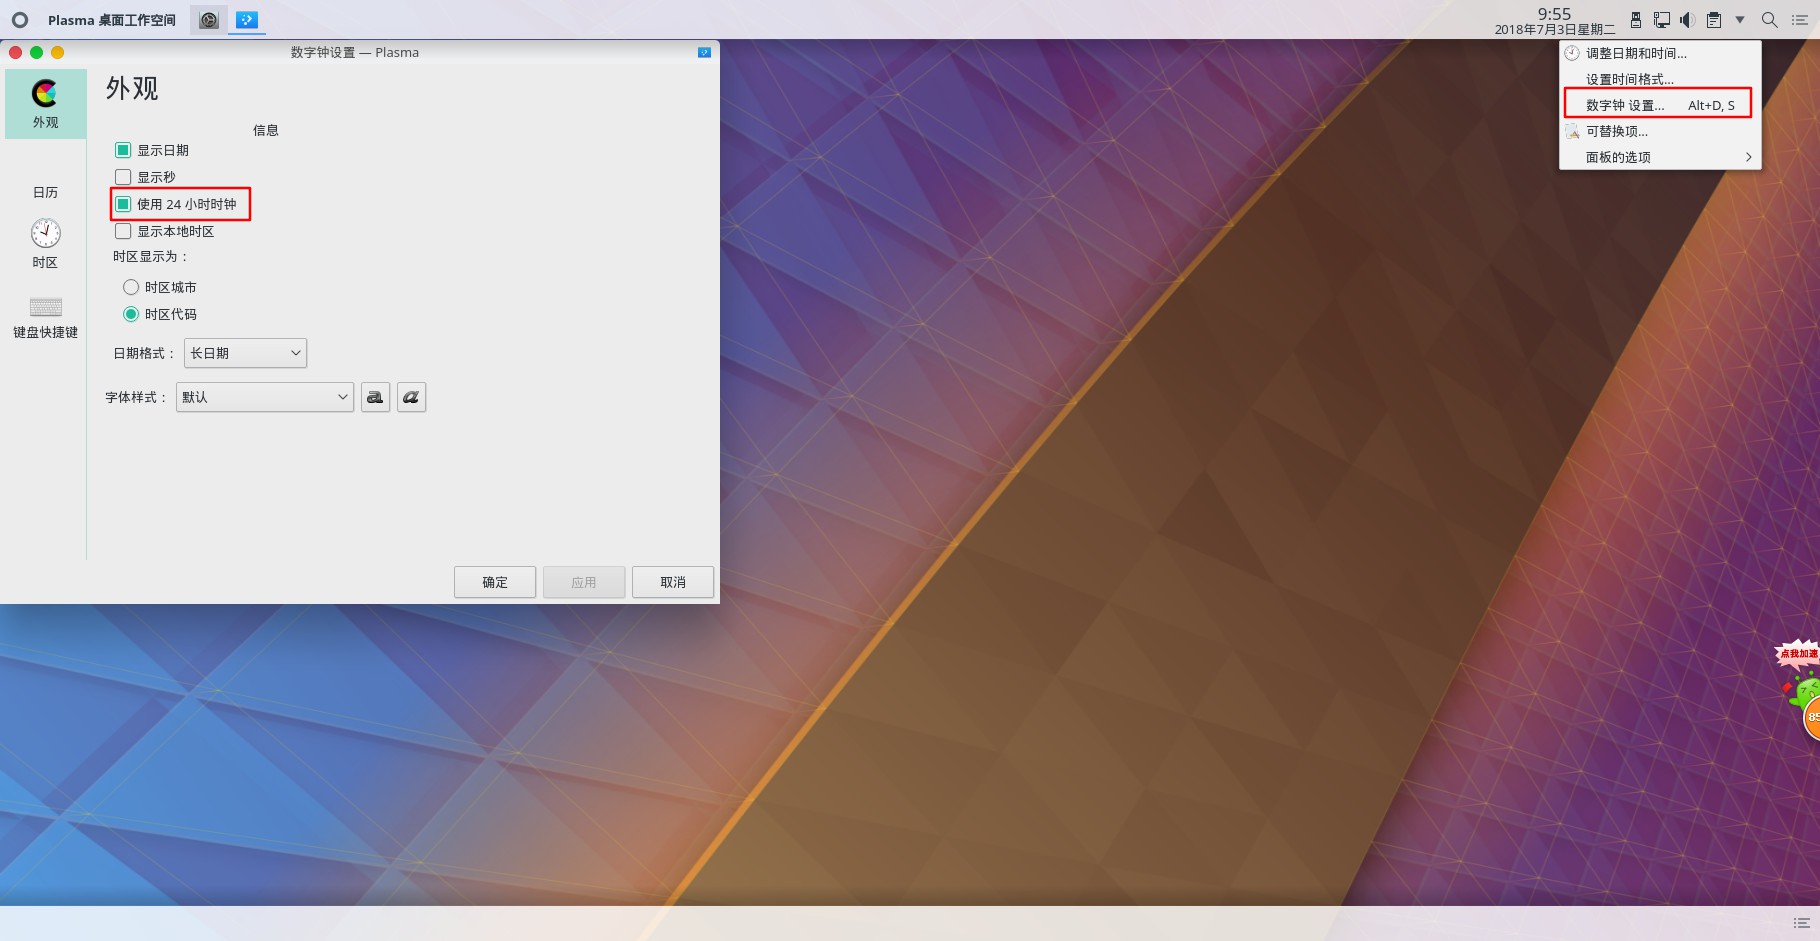 Plasma 桌面工作空间
9:55
2018年7月3日星期二
数字钟设置 — Plasma
外观
日历
时区
键盘快捷键
外观
信息
显示日期
显示秒
使用 24 小时时钟
显示本地时区
时区显示为：
时区城市
时区代码
日期格式： 长日期
字体样式： 默认 a a
确定 应用 取消
调整日期和时间...
设置时间格式...
数字钟 设置... Alt+D, S
可替换项...
面板的选项
点我加速